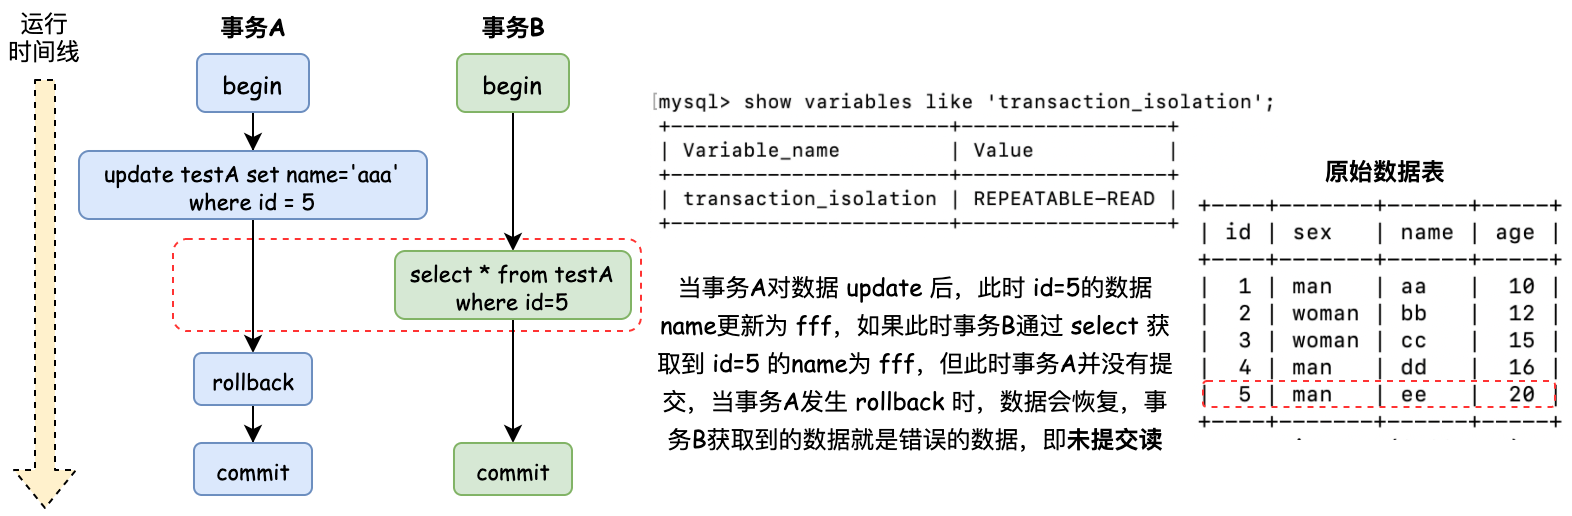 运行
时间线
事务A
begin
update testA set name='aaa'
where id = 5
rollback
commit
事务B
begin
select * from testA
where id=5
commit
[mysql> show variables like 'transaction_isolation';
+-----------------------+-----------------+
| Variable_name | Value |
+-----------------------+-----------------+
| transaction_isolation | REPEATABLE-READ |
+-----------------------+-----------------+
当事务A对数据 update 后，此时 id=5的数据
name更新为 fff，如果此时事务B通过 select 获
取到 id=5 的name为 fff，但此时事务A并没有提
交，当事务A发生 rollback 时，数据会恢复，事
务B获取到的数据就是错误的数据，即未提交读
原始数据表
+----+-------+------+-----+
| id | sex | name | age |
+----+-------+------+-----+
| 1 | man | aa | 10 |
| 2 | woman | bb | 12 |
| 3 | woman | cc | 15 |
| 4 | man | dd | 16 |
| 5 | man | ee | 20 |
+----+-------+------+-----+